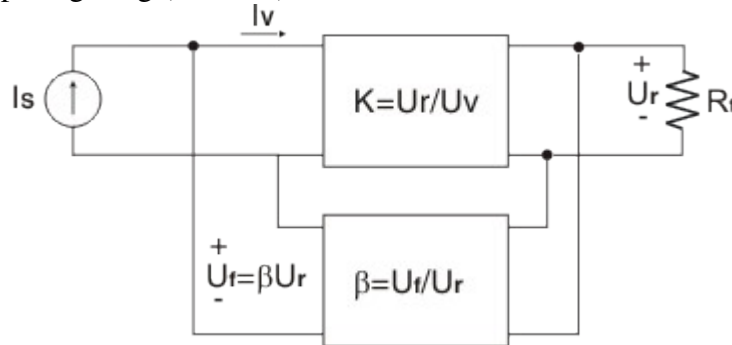 Iv
Is
K=Ur/Uv
+
Ur
-
+
Uf=βUr
-
β=Uf/Ur